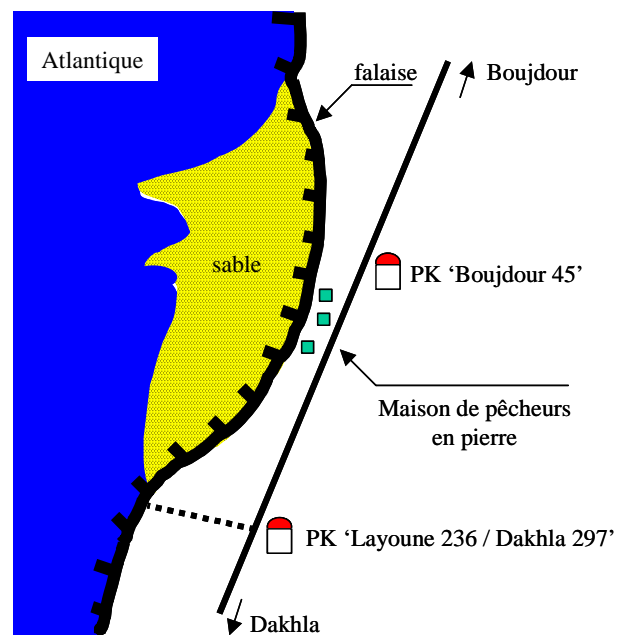 Atlantique
falaise
Boujdour
sable
PK ‘Boujdour 45’
Maison de pêcheurs
en pierre
PK ‘Layoune 236 / Dakhla 297’
Dakhla